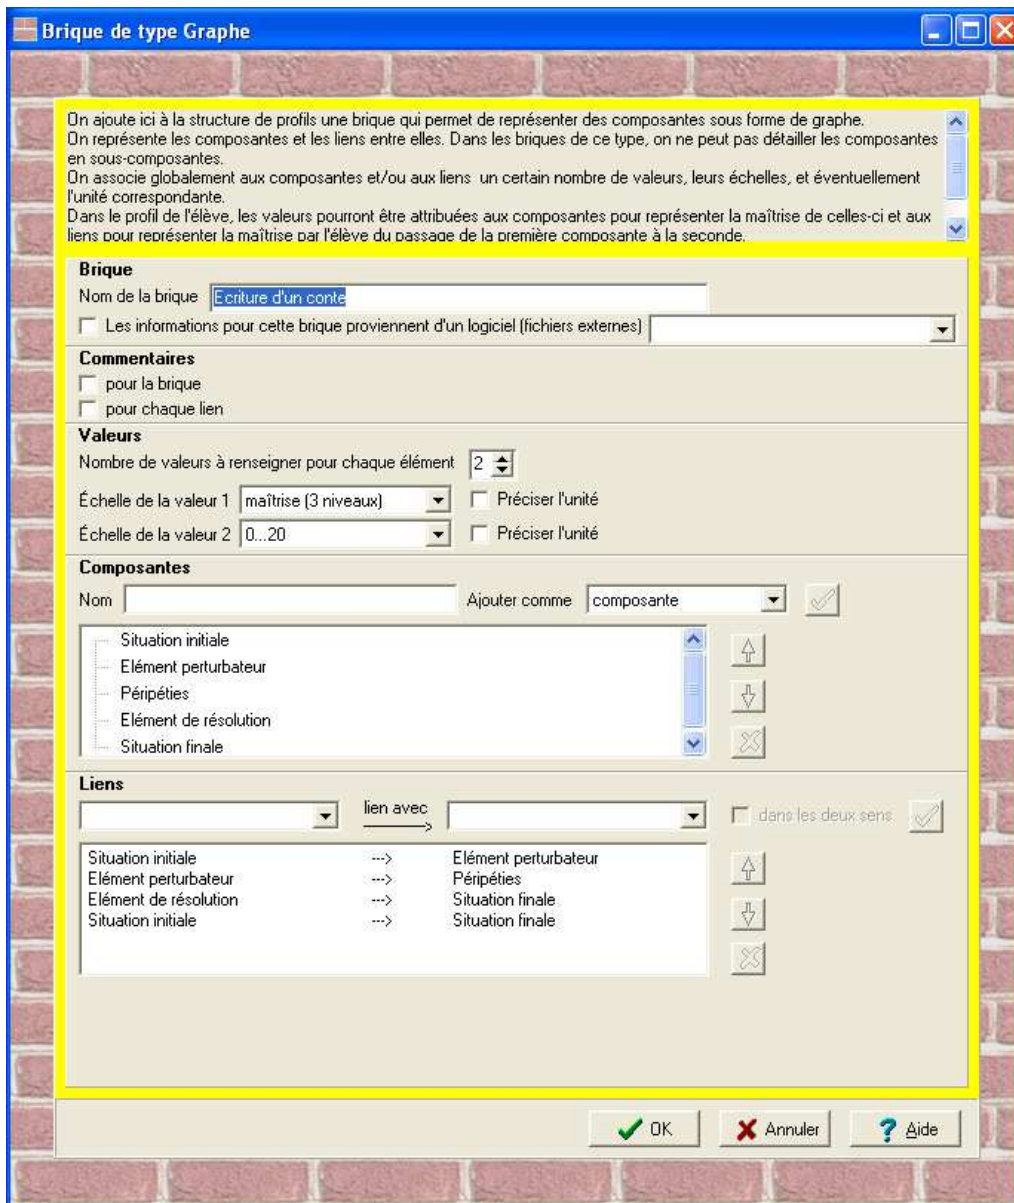 Brique de type Graphe
On ajoute ici à la structure de profils une brique qui permet de représenter des composantes sous forme de graphe.
On représente les composantes et les liens entre elles. Dans les briques de ce type, on ne peut pas détailler les composantes
en sous-composantes.
On associe globalement aux composantes et/ou aux liens un certain nombre de valeurs, leurs échelles, et éventuellement
l'unité correspondante.
Dans le profil de l'élève, les valeurs pourront être attribuées aux composantes pour représenter la maîtrise de celles-ci et aux
liens pour représenter la maîtrise par l'élève du passage de la première composante à la seconde.
Brique
Nom de la brique Ecriture d'un conte
Les informations pour cette brique proviennent d'un logiciel (fichiers externes)
Commentaires
pour la brique
pour chaque lien
Valeurs
Nombre de valeurs à renseigner pour chaque élément 2
Échelle de la valeur 1 maîtrise (3 niveaux) Préciser l'unité
Échelle de la valeur 2 0...20 Préciser l'unité
Composantes
Nom Ajouter comme composante
Situation initiale
Elément perturbateur
Péripéties
Elément de résolution
Situation finale
Liens
lien avec dans les deux sens
Situation initiale ---> Elément perturbateur
Elément perturbateur ---> Péripéties
Elément de résolution ---> Situation finale
Situation initiale ---> Situation finale
OK Annuler Aide